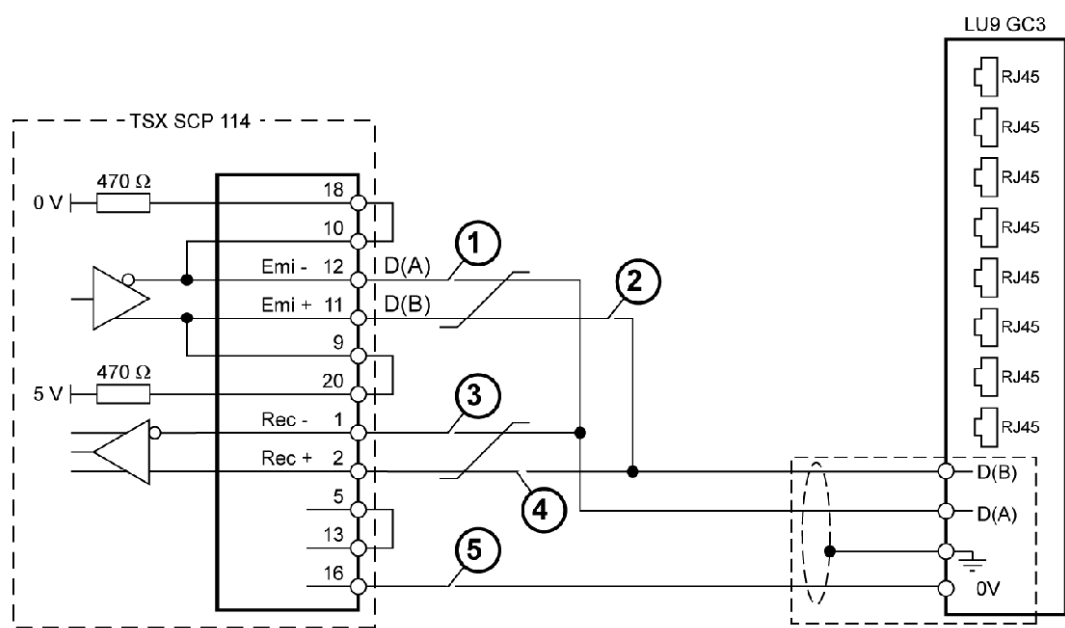 LU9 GC3
RJ45
RJ45
RJ45
RJ45
RJ45
RJ45
RJ45
RJ45
TSX SCP 114
0 V 470 Ω 18
10
Emi - 12 D(A) 1
Emi + 11 D(B) 2
9
5 V 470 Ω 20
Rec - 1 3
Rec + 2 4
5
13
16 5
D(B)
D(A)
0V